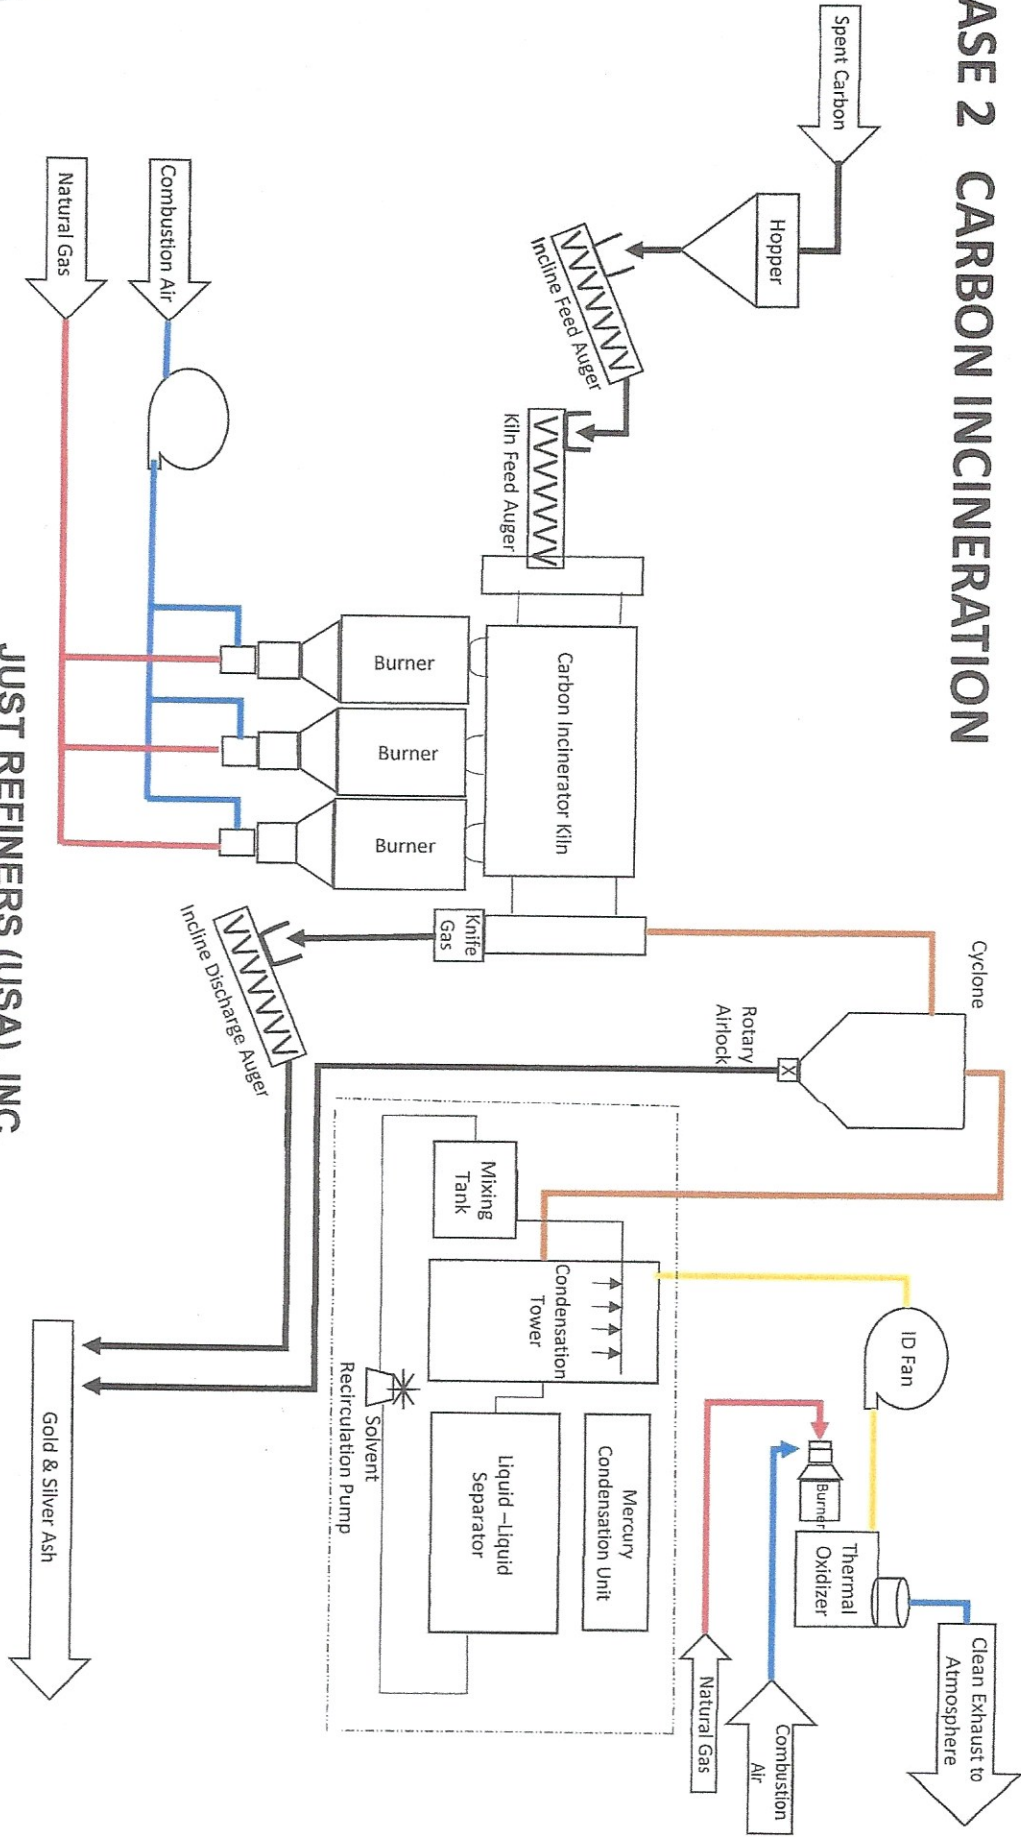 ASE 2 CARBON INCINERATION
Spent Carbon
Hopper
Incline Feed Auger
Kiln Feed Auger
Combustion Air
Natural Gas
Carbon Incinerator Kiln
Burner
Burner
Burner
Knife
Gas
Incline Discharge Auger
Cyclone
Rotary
Airlock
X
Mixing
Tank
Condensation
Tower
Mercury
Condensation Unit
Liquid –Liquid
Separator
Solvent
Recirculation Pump
ID Fan
Burner
Thermal
Oxidizer
Clean Exhaust to
Atmosphere
Natural Gas
Combustion
Air
Gold & Silver Ash
JUST REFINERS (USA) INC